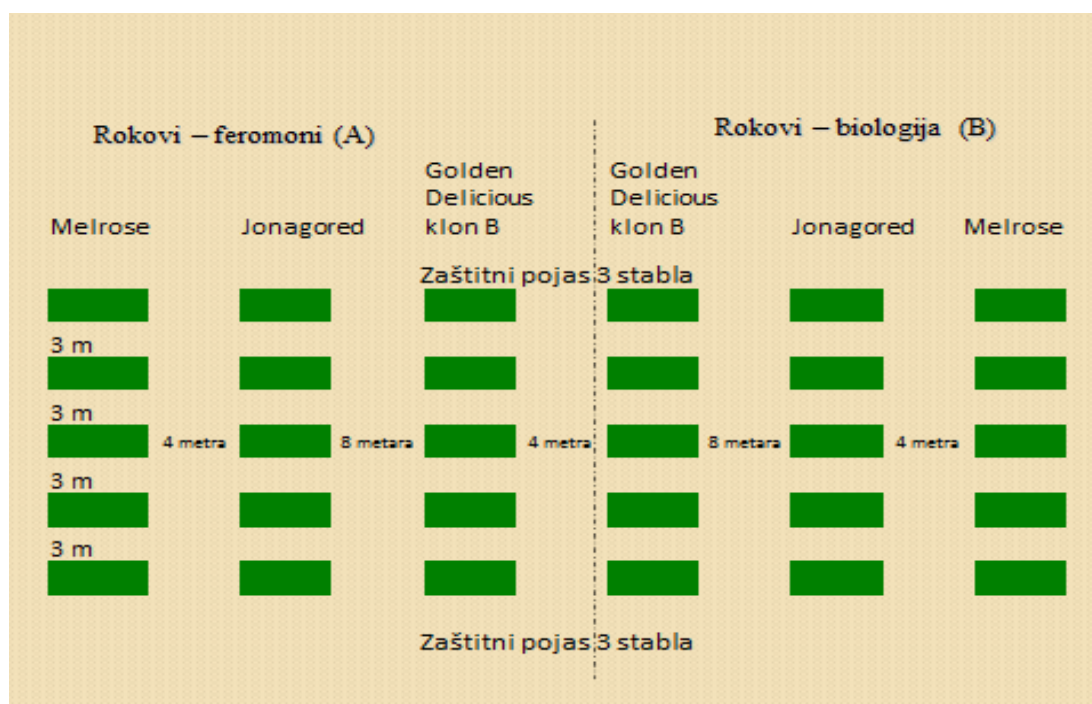 Rokovi – feromoni (A)
Rokovi – biologija (B)
Melrose
Jonagored
Golden
Delicious
klon B
Golden
Delicious
klon B
Jonagored
Melrose
Zaštitni pojas 3 stabla
3 m
3 m
4 metra
8 metara
4 metra
8 metara
4 metra
3 m
3 m
Zaštitni pojas 3 stabla